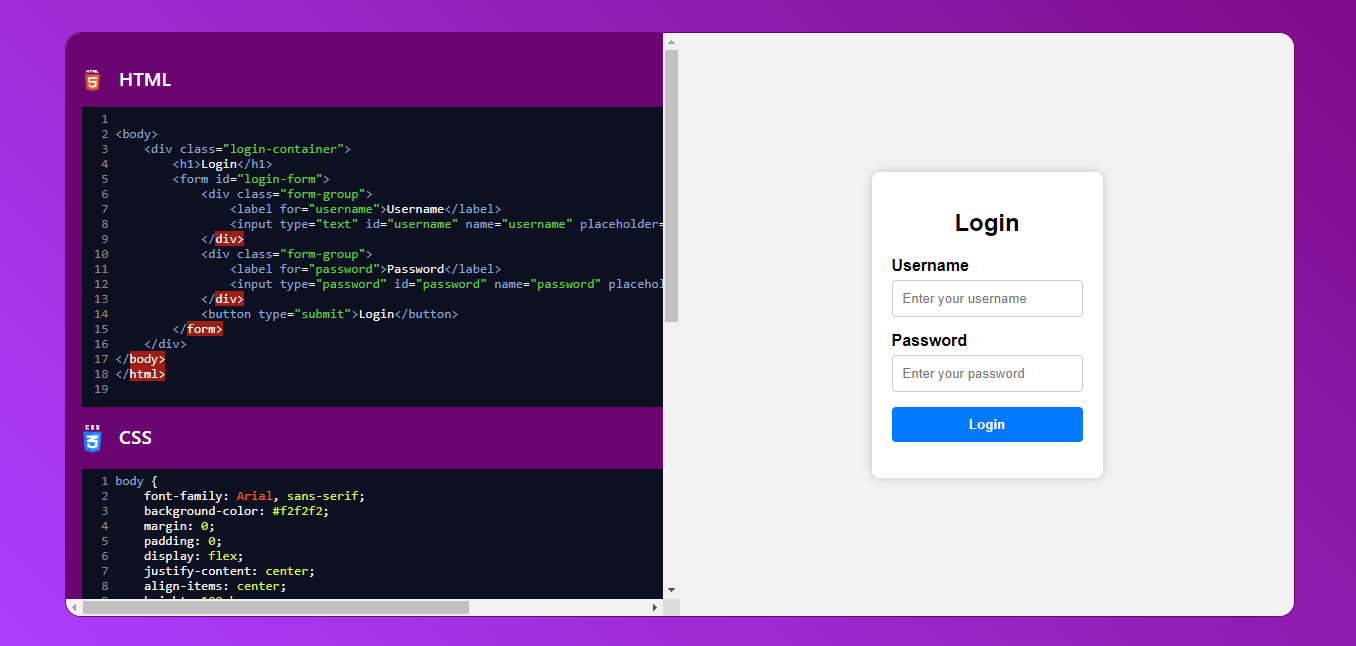 HTML
1
2 <body>
3     <div class="login-container">
4         <h1>Login</h1>
5         <form id="login-form">
6             <div class="form-group">
7                 <label for="username">Username</label>
8                 <input type="text" id="username" name="username" placeholder=
9             </div>
10             <div class="form-group">
11                 <label for="password">Password</label>
12                 <input type="password" id="password" name="password" placehol
13             </div>
14             <button type="submit">Login</button>
15         </form>
16     </div>
17 </body>
18 </html>
19
CSS
1 body {
2     font-family: Arial, sans-serif;
3     background-color: #f2f2f2;
4     margin: 0;
5     padding: 0;
6     display: flex;
7     justify-content: center;
8     align-items: center;
Login
Username
Enter your username
Password
Enter your password
Login